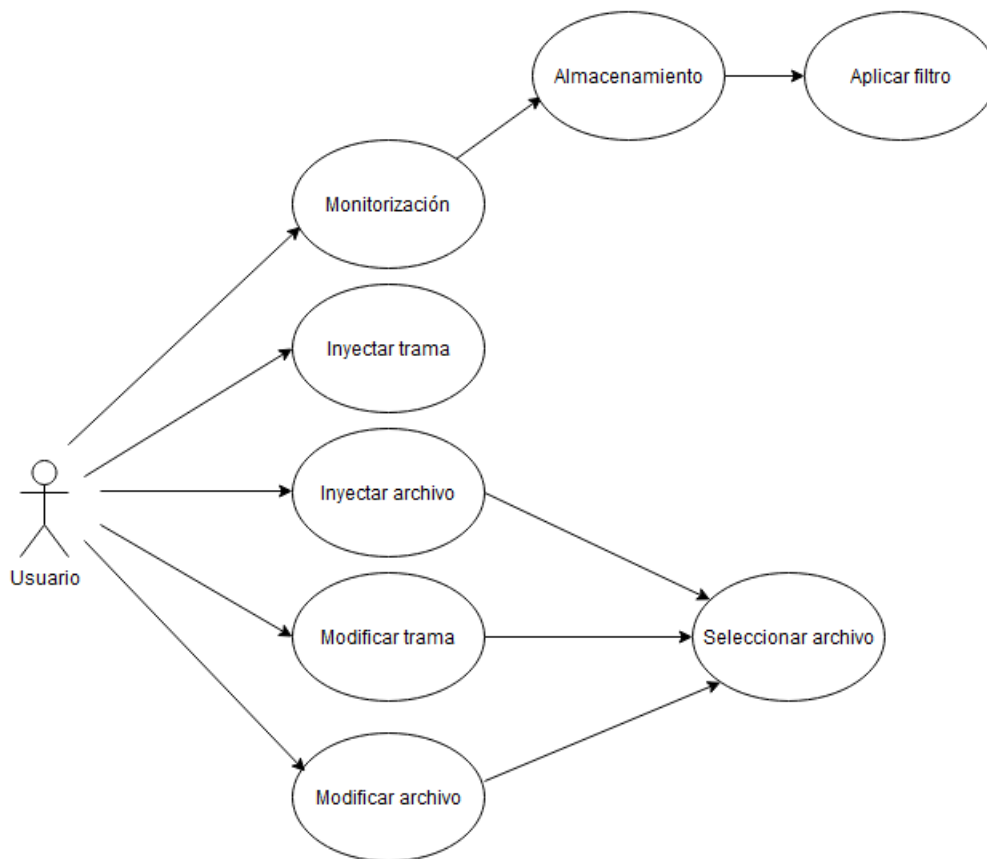 Almacenamiento
Aplicar filtro
Monitorización
Inyectar trama
Inyectar archivo
Usuario
Modificar trama
Seleccionar archivo
Modificar archivo